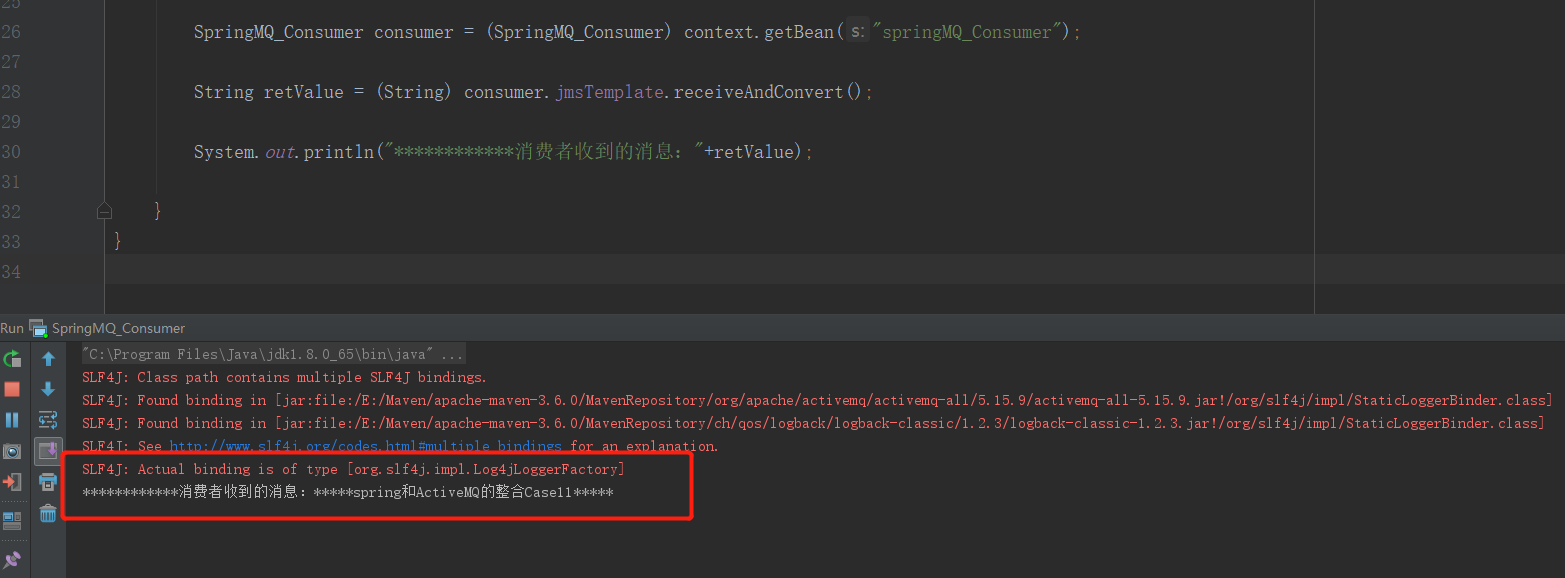 25
26 SpringMQ_Consumer consumer = (SpringMQ_Consumer) context.getBean( s: "springMQ_Consumer");
27
28 String retValue = (String) consumer.jmsTemplate.receiveAndConvert();
29
30 System.out.println("************消费者收到的消息："+retValue);
31
32 }
33 }
34
Run SpringMQ_Consumer
"C:\Program Files\Java\jdk1.8.0_65\bin\java" ...
SLF4J: Class path contains multiple SLF4J bindings.
SLF4J: Found binding in [jar:file:/E:/Maven/apache-maven-3.6.0/MavenRepository/org/apache/activemq/activemq-all/5.15.9/activemq-all-5.15.9.jar!/org/slf4j/impl/StaticLoggerBinder.class]
SLF4J: Found binding in [jar:file:/E:/Maven/apache-maven-3.6.0/MavenRepository/ch/qos/logback/logback-classic/1.2.3/logback-classic-1.2.3.jar!/org/slf4j/impl/StaticLoggerBinder.class]
SLF4J: See http://www.slf4j.org/codes.html#multiple_bindings for an explanation.
SLF4J: Actual binding is of type [org.slf4j.impl.Log4jLoggerFactory]
************消费者收到的消息：*****spring和ActiveMQ的整合Case11*****